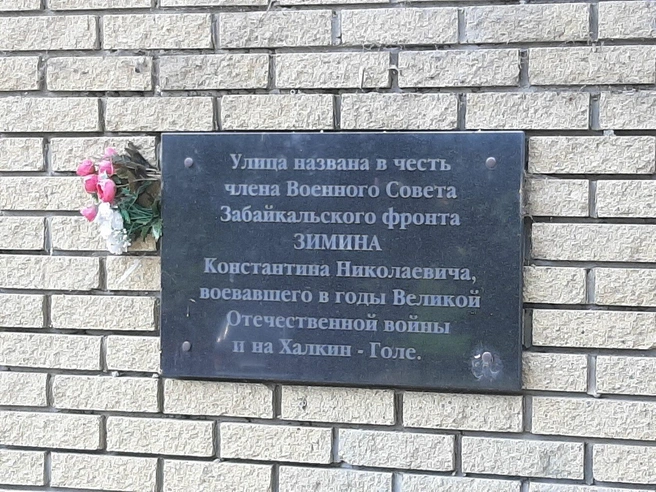 Улица названа в честь
члена Военного Совета
Забайкальского фронта
ЗИМИНА
Константина Николаевича,
воевавшего в годы Великой
Отечественной войны
и на Халкин - Голе.